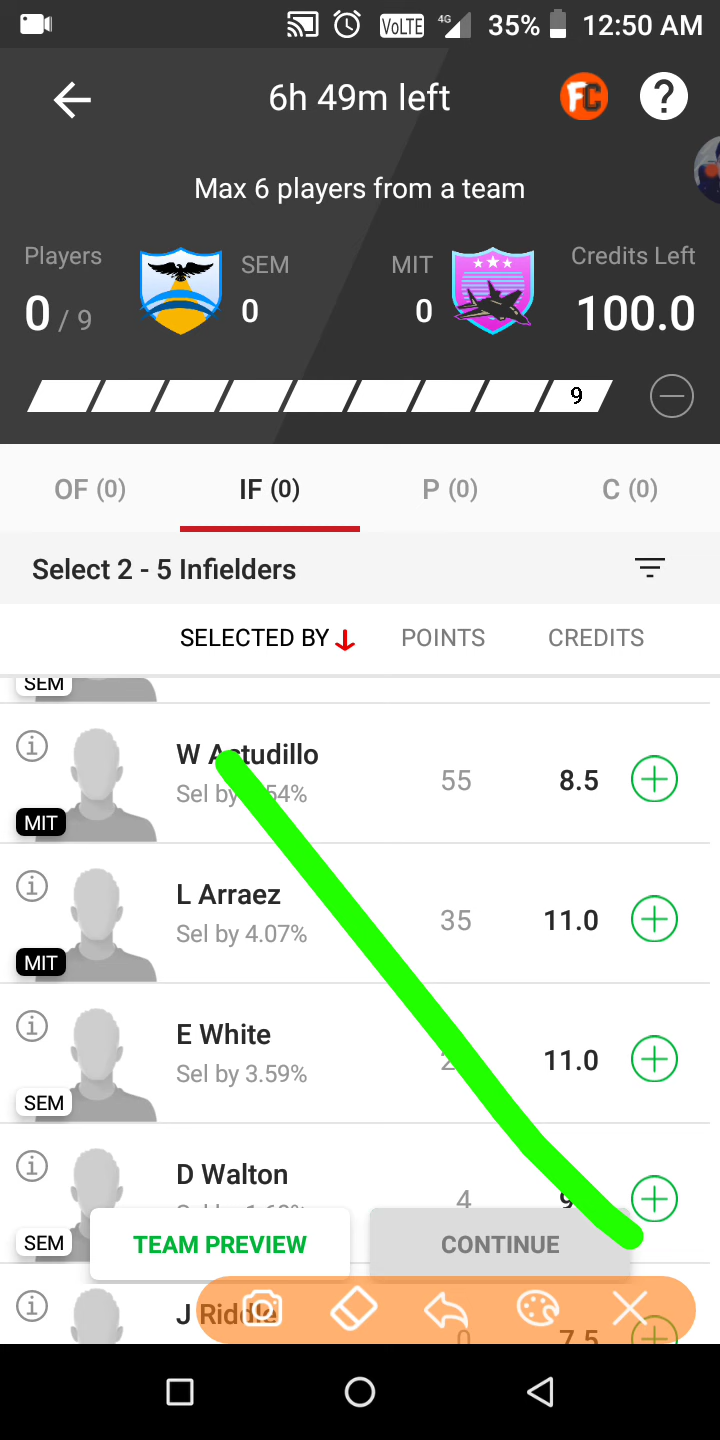 VoLTE 4G 35% 12:50 AM
6h 49m left FC ?
Max 6 players from a team
Players SEM MIT Credits Left
0 / 9 0 0 100.0
9
OF (0) IF (0) P (0) C (0)
Select 2 - 5 Infielders
SELECTED BY POINTS CREDITS
SEM
W Astudillo
Sel by 54% 55 8.5
MIT
L Arraez
Sel by 4.07% 35 11.0
MIT
E White
Sel by 3.59% 11.0
SEM
D Walton
4
SEM
TEAM PREVIEW CONTINUE
J Riddle
0 7.5